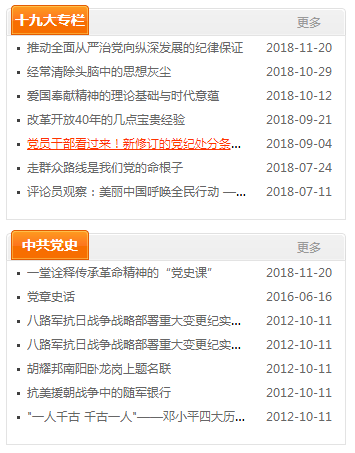 十九大专栏 更多
推动全面从严治党向纵深发展的纪律保证 2018-11-20
经常清除头脑中的思想灰尘 2018-10-29
爱国奉献精神的理论基础与时代意蕴 2018-10-12
改革开放40年的几点宝贵经验 2018-09-21
党员干部看过来！新修订的党纪处分条... 2018-09-04
走群众路线是我们党的命根子 2018-07-24
评论员观察：美丽中国呼唤全民行动 —... 2018-07-11
中共党史 更多
一堂诠释传承革命精神的“党史课” 2018-11-20
党章史话 2016-06-16
八路军抗日战争战略部署重大变更纪实... 2012-10-11
八路军抗日战争战略部署重大变更纪实... 2012-10-11
胡耀邦南阳卧龙岗上题名联 2012-10-11
抗美援朝战争中的随军银行 2012-10-11
"一人千古 千古一人"——邓小平四大历... 2012-10-11